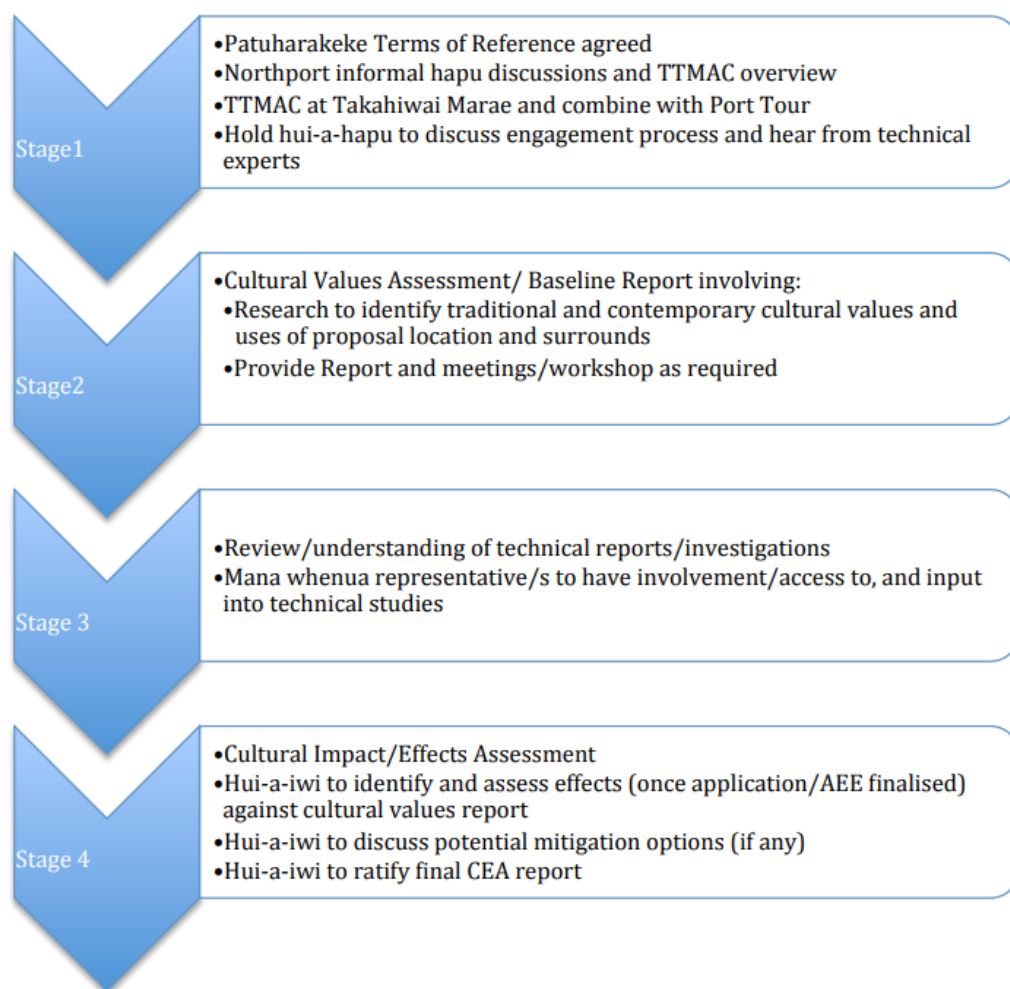 Stage1
•Patuharakeke Terms of Reference agreed
•Northport informal hapu discussions and TTMAC overview
•TTMAC at Takahiwai Marae and combine with Port Tour
•Hold hui-a-hapu to discuss engagement process and hear from technical
experts
Stage2
•Cultural Values Assessment/ Baseline Report involving:
•Research to identify traditional and contemporary cultural values and
uses of proposal location and surrounds
•Provide Report and meetings/workshop as required
Stage 3
•Review/understanding of technical reports/investigations
•Mana whenua representative/s to have involvement/access to, and input
into technical studies
Stage 4
•Cultural Impact/Effects Assessment
•Hui-a-iwi to identify and assess effects (once application/AEE finalised)
against cultural values report
•Hui-a-iwi to discuss potential mitigation options (if any)
•Hui-a-iwi to ratify final CEA report